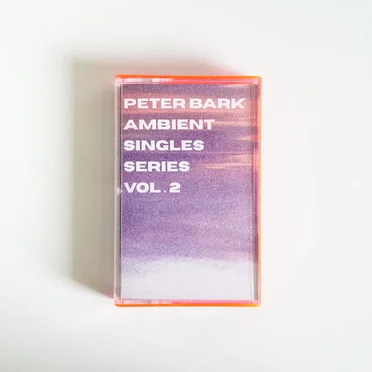 PETER BARK
AMBIENT
SINGLES
SERIES
VOL. 2